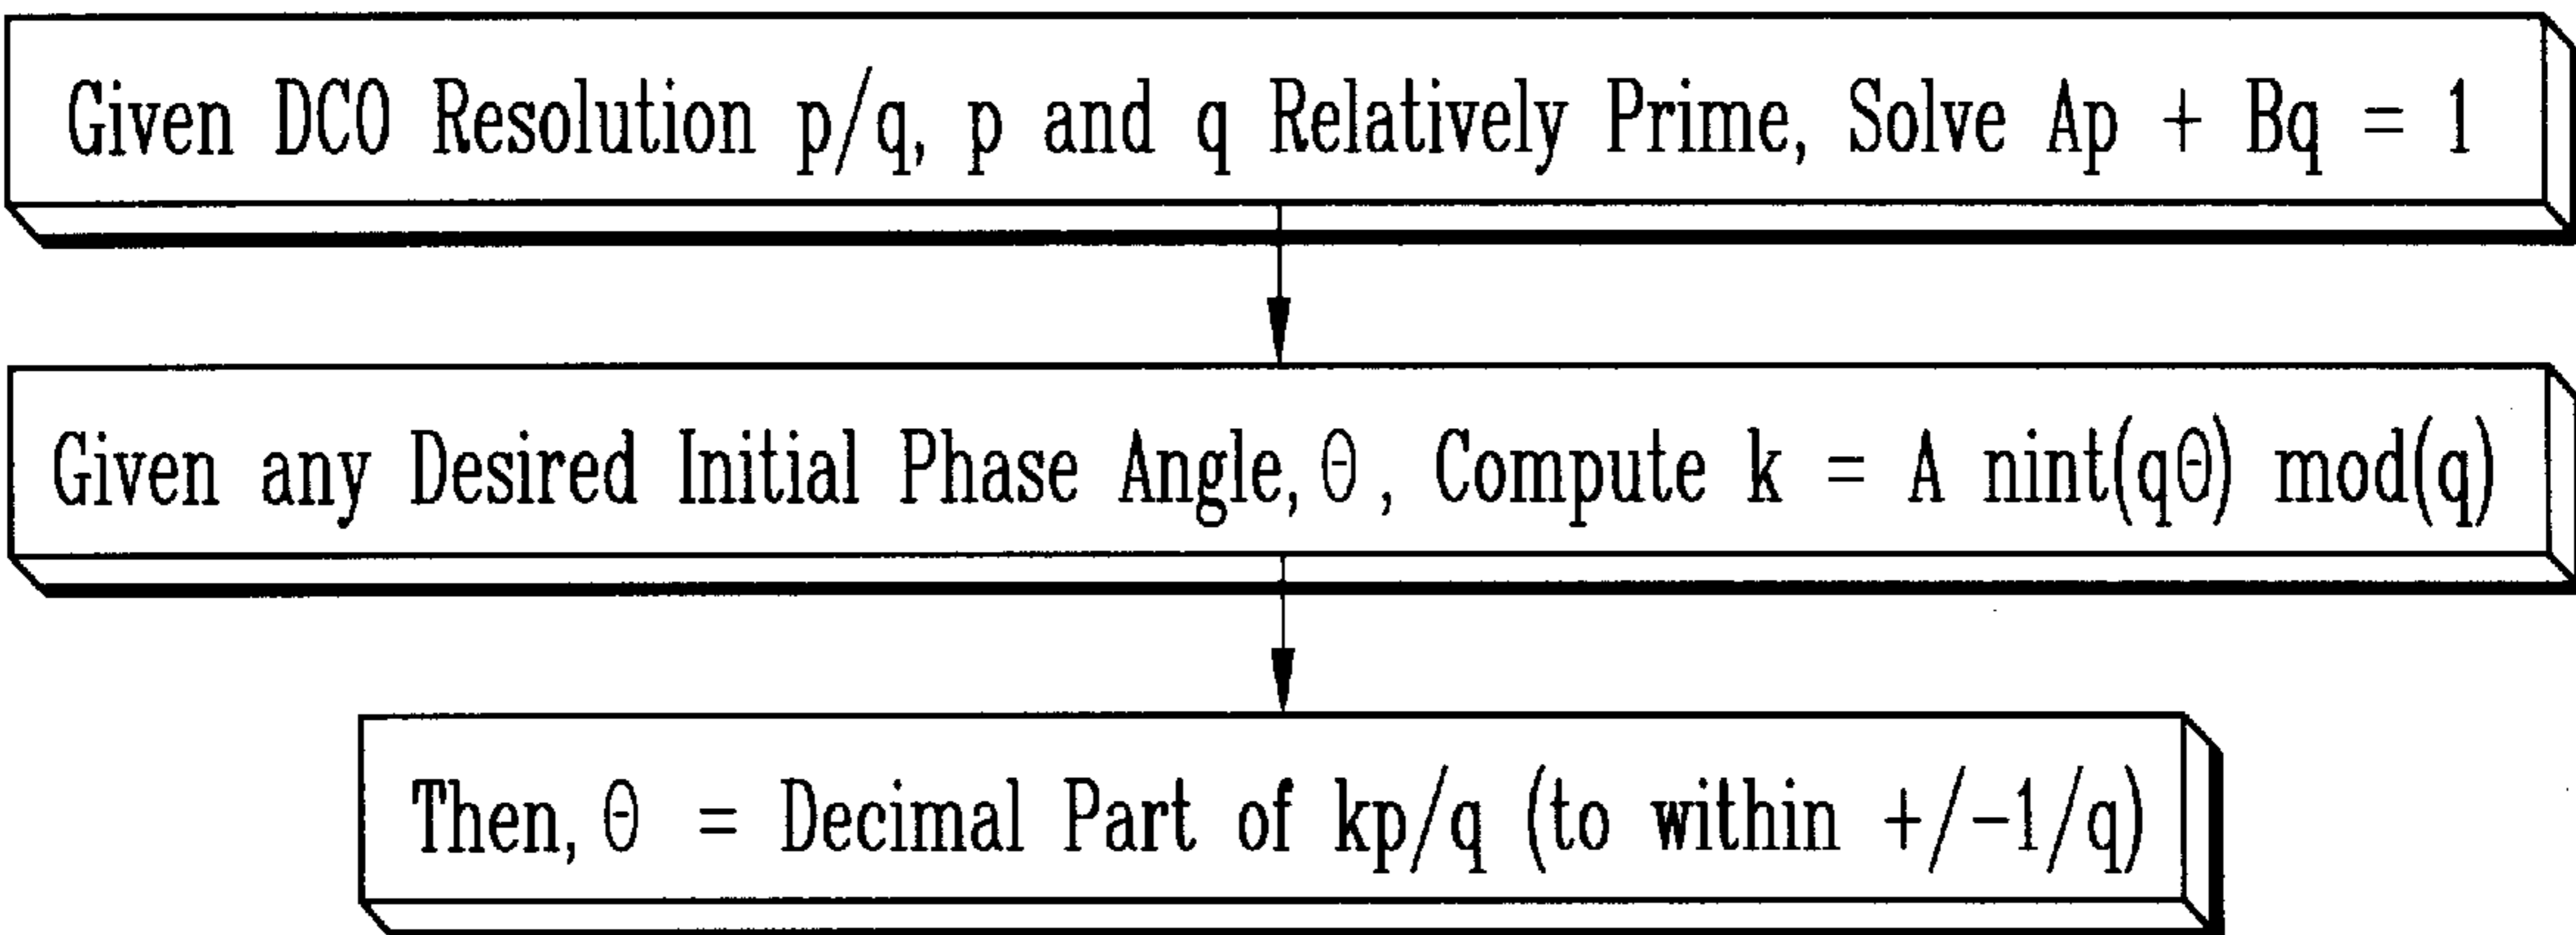 Given DCO Resolution p/q, p and q Relatively Prime, Solve Ap + Bq = 1
Given any Desired Initial Phase Angle, Θ, Compute k = A nint(qΘ) mod(q)
Then, Θ = Decimal Part of kp/q (to within +/-1/q)